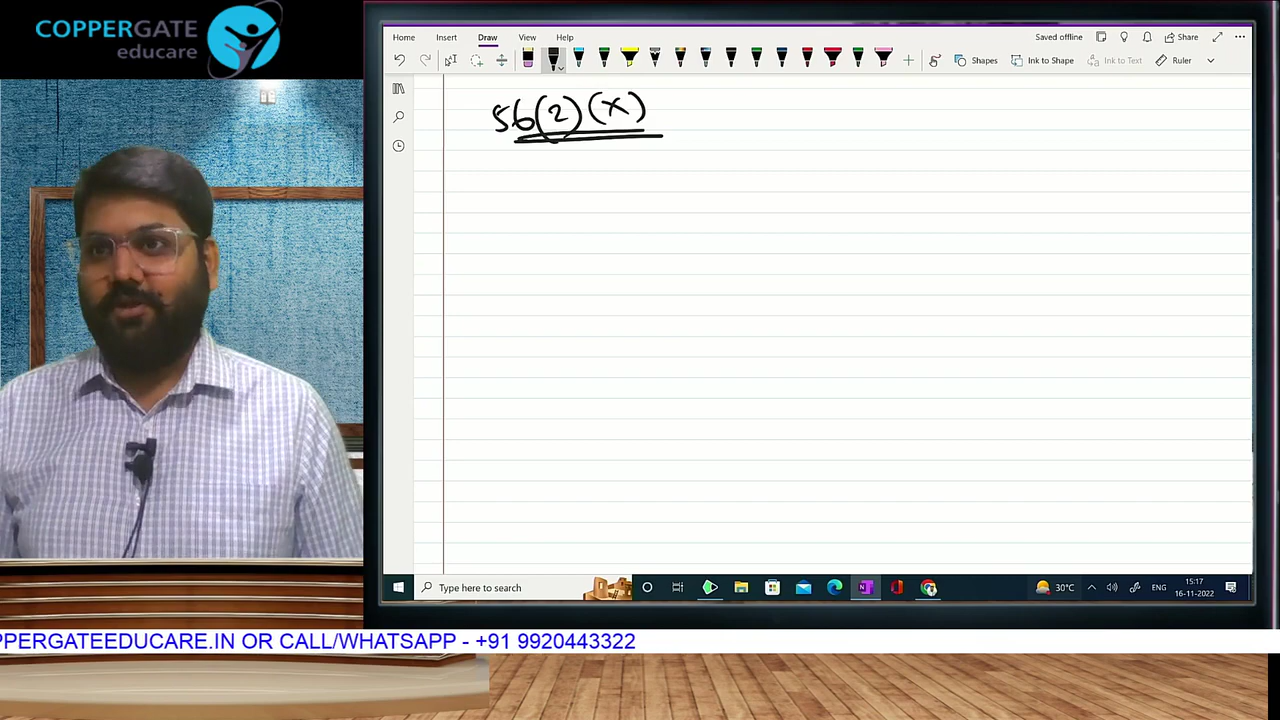 COPPERGATE
educare
Home Insert Draw View Help
Saved offline
Share
Shapes
Ink to Shape
Ink to Text
Ruler
56(2)(x)
Type here to search
30°C
ENG
15:17
16-11-2022
PPERGATEEDUCARE.IN OR CALL/WHATSAPP - +91 9920443322